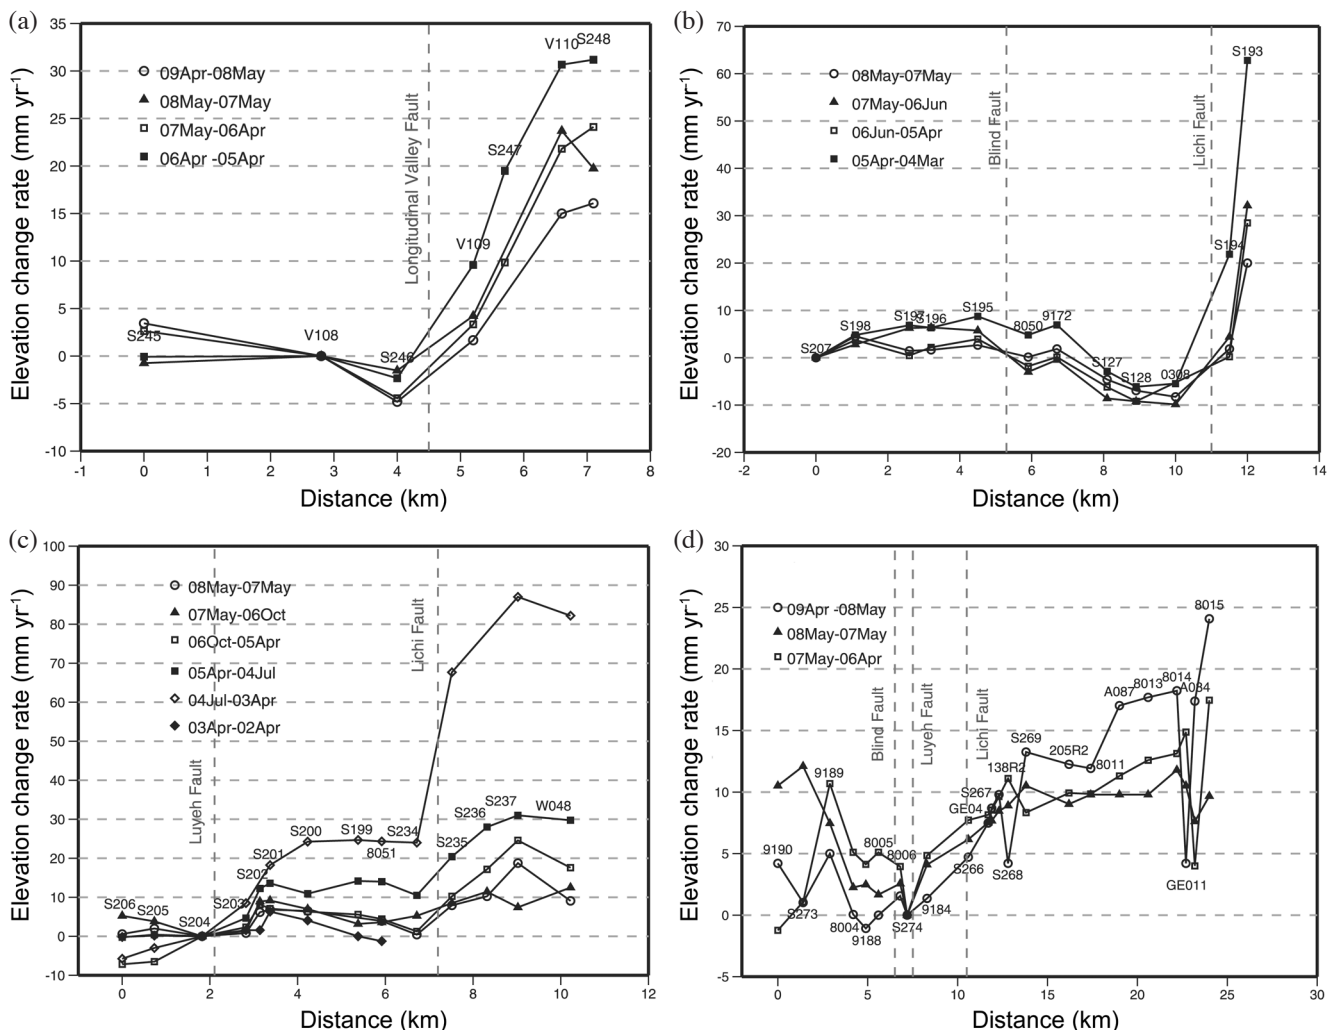 (a)
Elevation change rate (mm yr-1)
35
30
25
20
15
10
5
0
-5
-10
09Apr-08May
08May-07May
07May-06Apr
06Apr -05Apr
Longitudinal Valley Fault
S245
V108
S246
V109
S247
V110
S248
-1
0
1
2
3
4
5
6
7
8
Distance (km)
(b)
Elevation change rate (mm yr-1)
70
60
50
40
30
20
10
0
-10
-20
08May-07May
07May-06Jun
06Jun-05Apr
05Apr-04Mar
Blind Fault
Lichi Fault
S207
S198
S197
S196
S195
8050
9172
S127
S128
0308
S194
S193
-2
0
2
4
6
8
10
12
14
Distance (km)
(c)
Elevation change rate (mm yr-1)
100
90
80
70
60
50
40
30
20
10
0
-10
08May-07May
07May-06Oct
06Oct-05Apr
05Apr-04Jul
04Jul-03Apr
03Apr-02Apr
Luyeh Fault
Lichi Fault
S206
S205
S204
S203
S202
S201
S200
S199
8051
S234
S235
S236
S237
W048
0
2
4
6
8
10
12
Distance (km)
(d)
Elevation change rate (mm yr-1)
30
25
20
15
10
5
0
-5
09Apr -08May
08May-07May
07May-06Apr
Blind Fault
Luyeh Fault
Lichi Fault
9190
S273
9189
8004
9188
8005
8006
S274
9184
S266
GE04
S267
138R2
S268
S269
205R2
8011
A087
8013
8014
A084
GE011
8015
0
5
10
15
20
25
30
Distance (km)